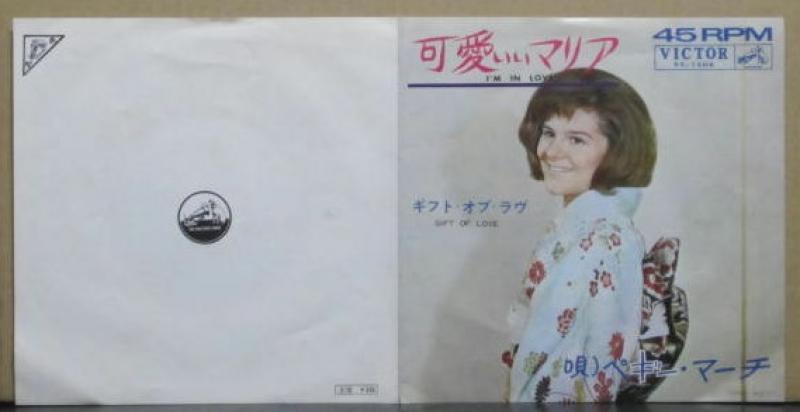 可愛いいマリア
I'M IN LOVE
45 RPM
VICTOR
ギフト・オブ・ラヴ
GIFT OF LOVE
唄)ペギー・マーチ